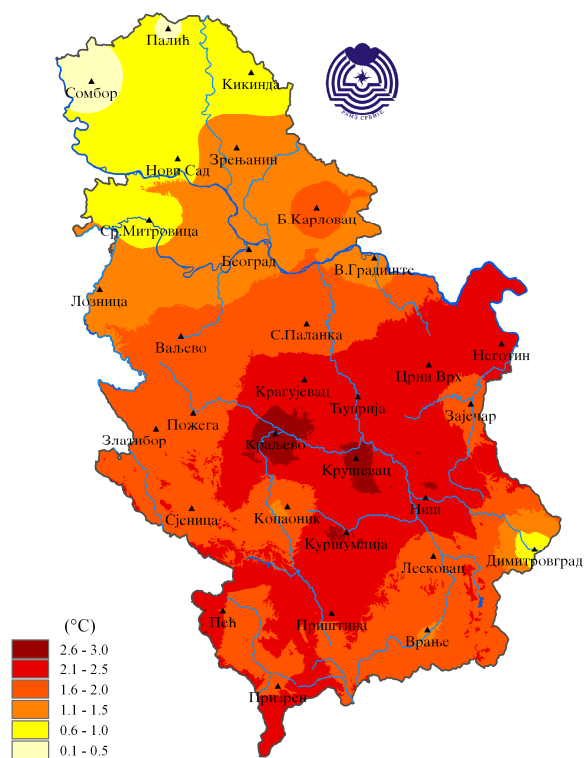 Палић
Сомбор
Кикинда
РХМЗ СРБИЈЕ
Нови Сад
Зрењанин
Ср.Митровица
Б.Карловац
Београд
В.Градиште
Лозница
Ваљево
С.Паланка
Неготин
Црни Врх
Крагујевац
Ћуприја
Зајечар
Пожега
Златибор
Краљево
Крушевац
Сјеница
Копаоник
Ниш
Куршумлија
Лесковац
Димитровград
Пећ
Приштина
Врање
Призрен
(°C)
2.6 - 3.0
2.1 - 2.5
1.6 - 2.0
1.1 - 1.5
0.6 - 1.0
0.1 - 0.5